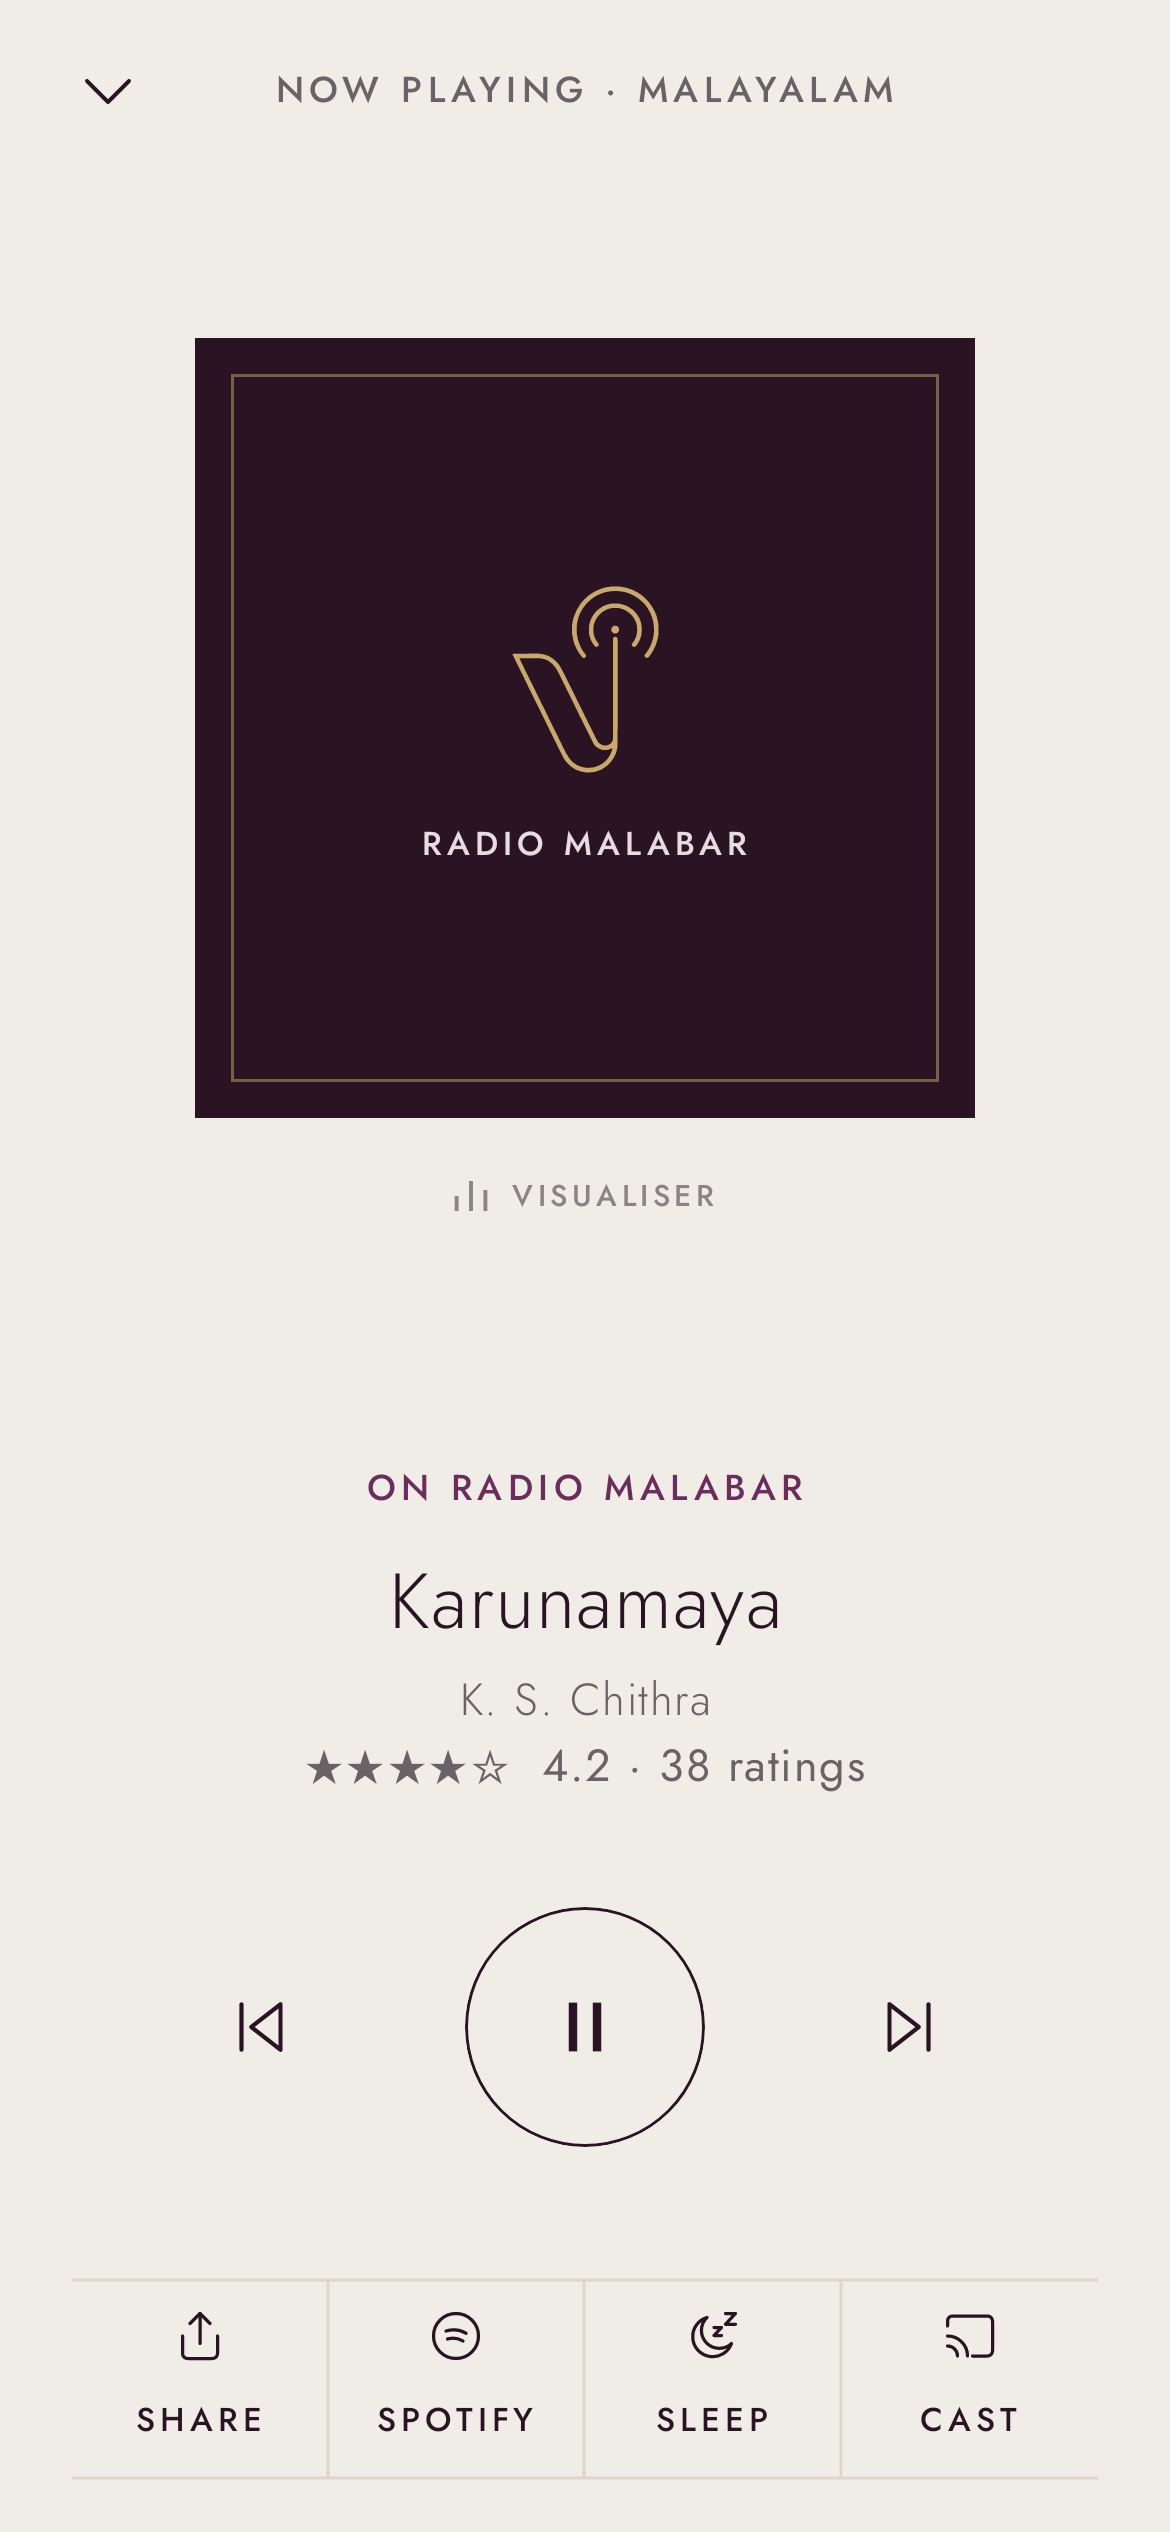 NOW PLAYING · MALAYALAM
RADIO MALABAR
VISUALISER
ON RADIO MALABAR
Karunamaya
K. S. Chithra
★★★★☆ 4.2 · 38 ratings
SHARE SPOTIFY SLEEP CAST